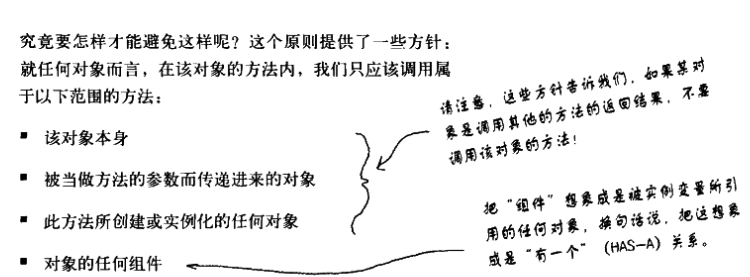 究竟要怎样才能避免这样呢？这个原则提供了一些方针：
就任何对象而言，在该对象的方法内，我们只应该调用属
于以下范围的方法：
■ 该对象本身
■ 被当做方法的参数而传递进来的对象
■ 此方法所创建或实例化的任何对象
■ 对象的任何组件
请注意，这些方针告诉我们，如果某对
象是调用其他的方法的返回结果，不要
调用该对象的方法！
把“组件”想象成是被实例变量所引
用的任何对象，换句话说，把这想象
成是“有一个”（HAS-A）关系。